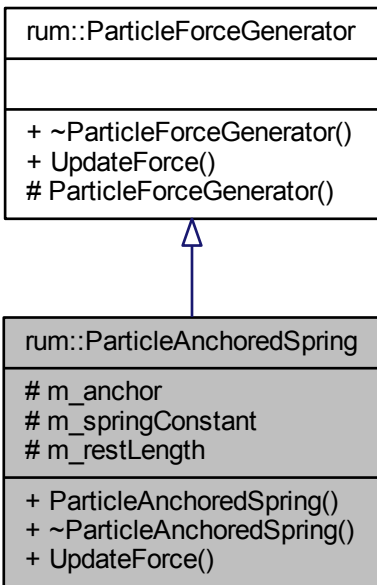 rum::ParticleForceGenerator
+ ~ParticleForceGenerator()
+ UpdateForce()
# ParticleForceGenerator()
rum::ParticleAnchoredSpring
# m_anchor
# m_springConstant
# m_restLength
+ ParticleAnchoredSpring()
+ ~ParticleAnchoredSpring()
+ UpdateForce()